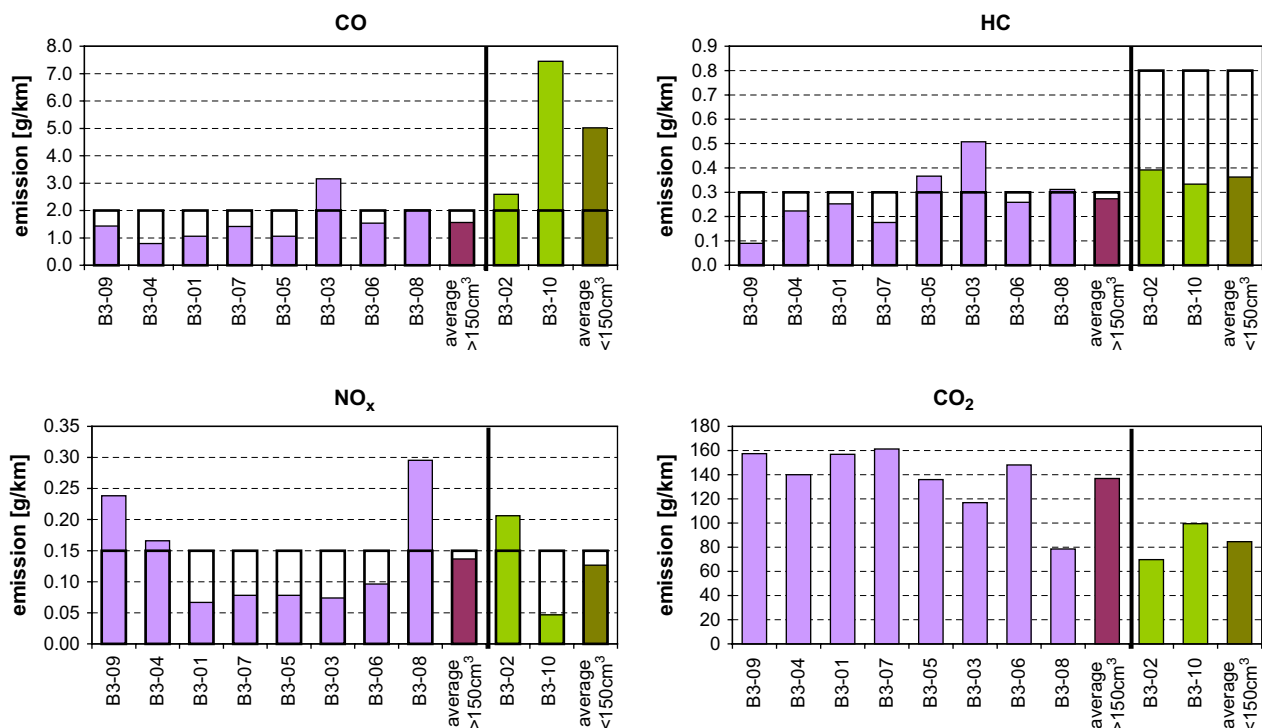 CO
emission [g/km]
8.0
7.0
6.0
5.0
4.0
3.0
2.0
1.0
0.0
B3-09
B3-04
B3-01
B3-07
B3-05
B3-03
B3-06
B3-08
average
>150cm³
B3-02
B3-10
average
<150cm³
HC
emission [g/km]
0.9
0.8
0.7
0.6
0.5
0.4
0.3
0.2
0.1
0.0
B3-09
B3-04
B3-01
B3-07
B3-05
B3-03
B3-06
B3-08
average
>150cm³
B3-02
B3-10
average
<150cm³
NOₓ
emission [g/km]
0.35
0.30
0.25
0.20
0.15
0.10
0.05
0.00
B3-09
B3-04
B3-01
B3-07
B3-05
B3-03
B3-06
B3-08
average
>150cm³
B3-02
B3-10
average
<150cm³
CO₂
emission [g/km]
180
160
140
120
100
80
60
40
20
0
B3-09
B3-04
B3-01
B3-07
B3-05
B3-03
B3-06
B3-08
average
>150cm³
B3-02
B3-10
average
<150cm³